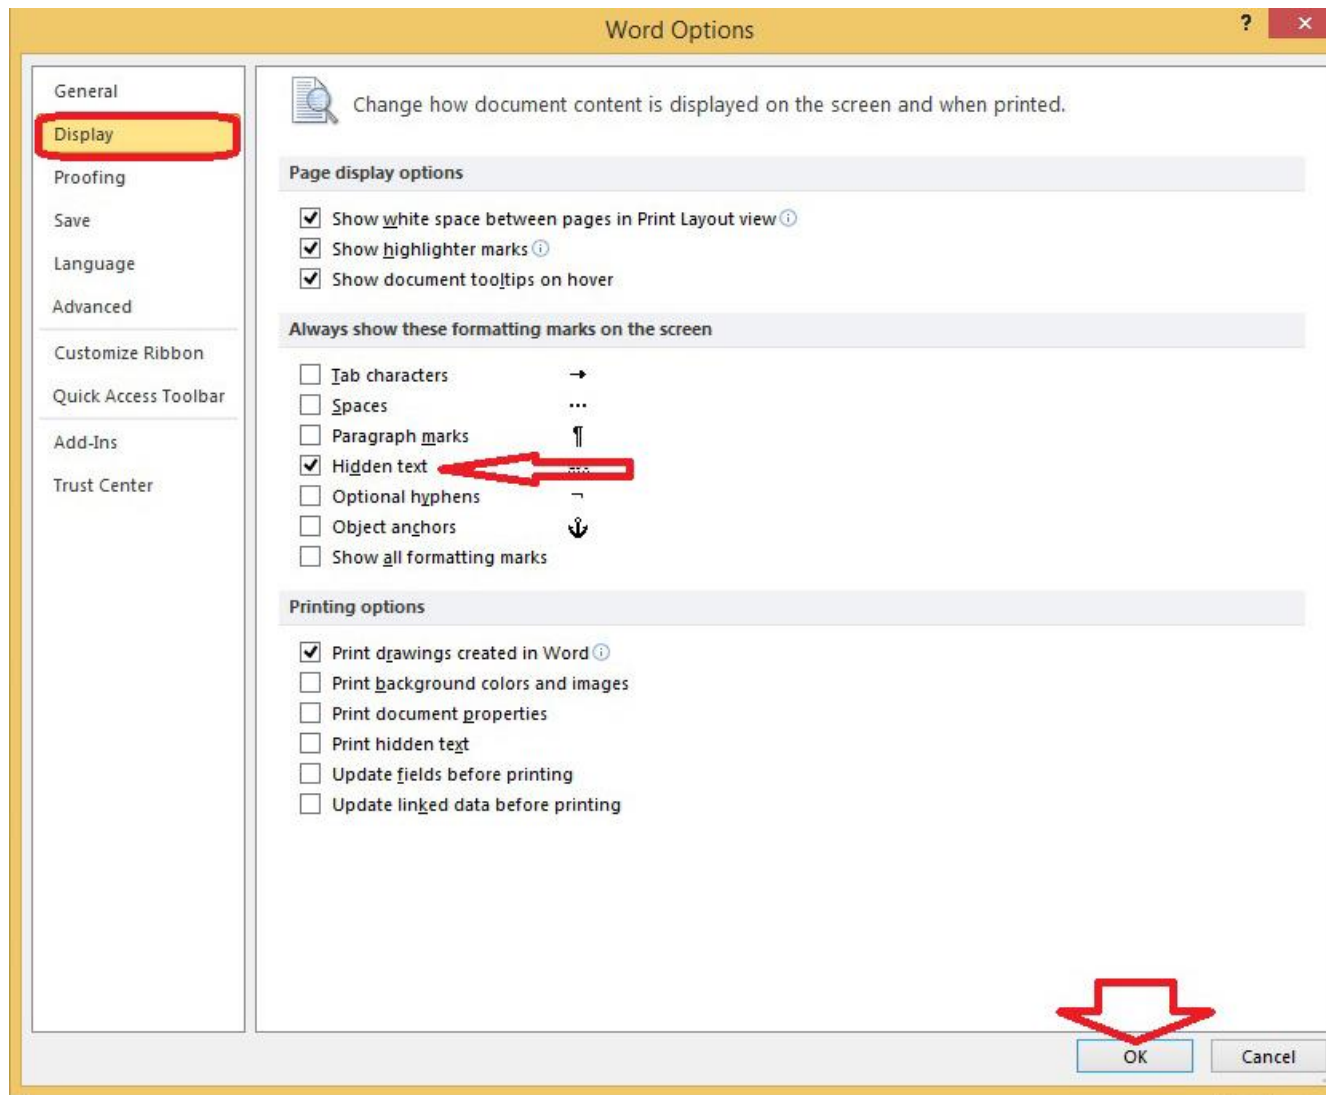 Word Options
?
General
Display
Proofing
Save
Language
Advanced
Customize Ribbon
Quick Access Toolbar
Add-Ins
Trust Center
Change how document content is displayed on the screen and when printed.
Page display options
Show white space between pages in Print Layout view
Show highlighter marks
Show document tooltips on hover
Always show these formatting marks on the screen
Tab characters
Spaces
Paragraph marks ¶
Hidden text
Optional hyphens ¬
Object anchors
Show all formatting marks
Printing options
Print drawings created in Word
Print background colors and images
Print document properties
Print hidden text
Update fields before printing
Update linked data before printing
OK Cancel